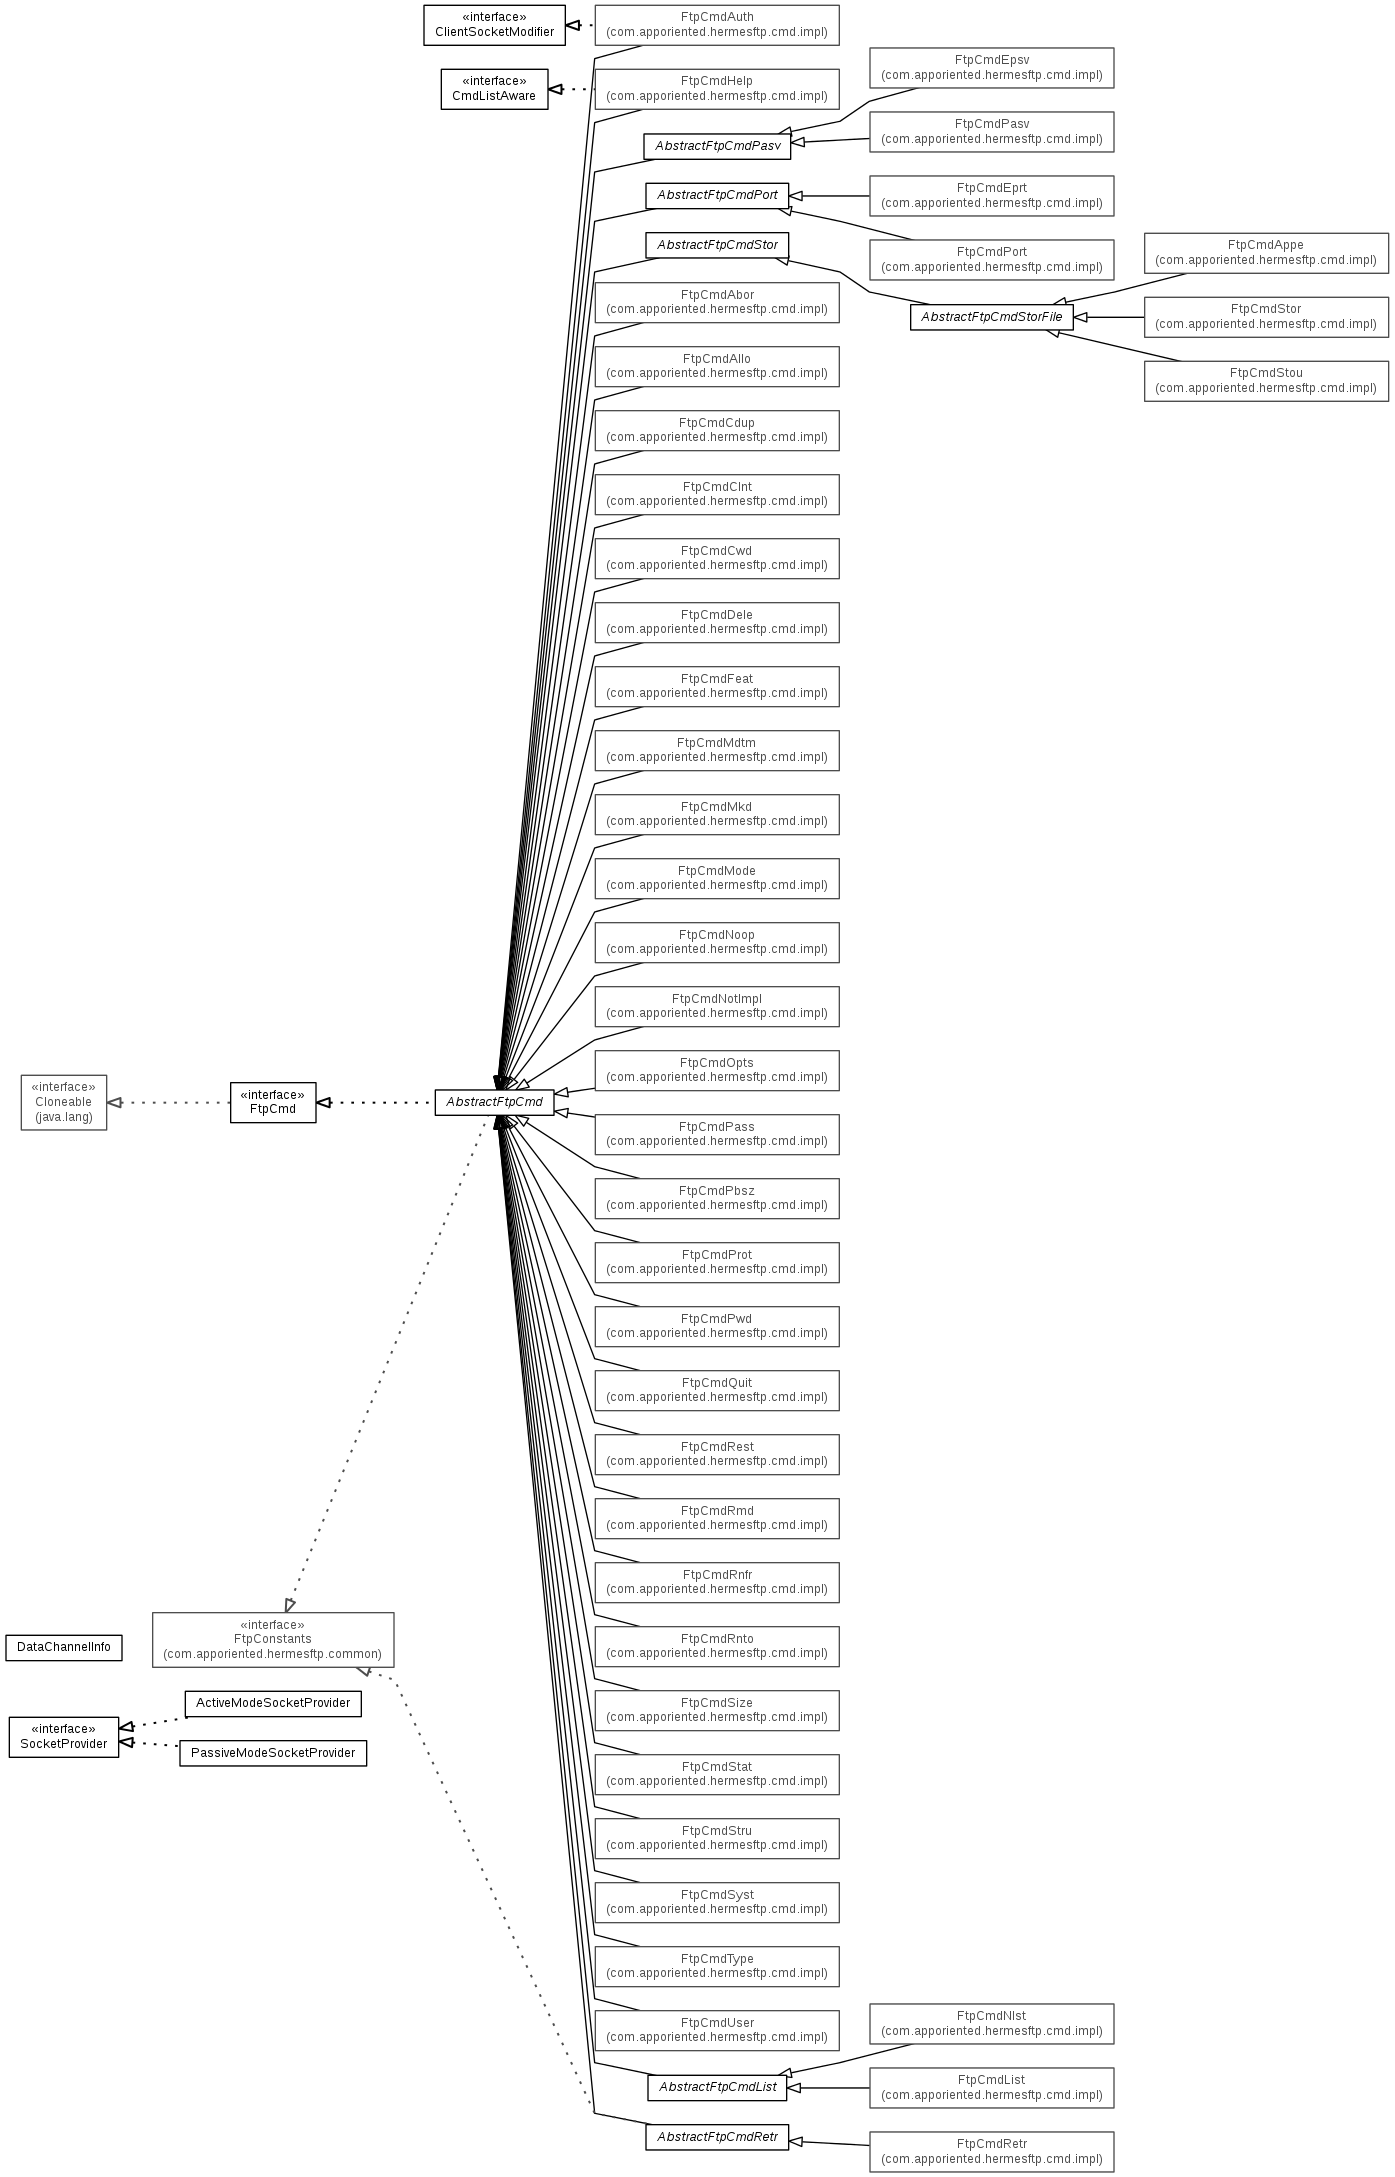 «interface»
ClientSocketModifier
FtpCmdAuth
(com.apporiented.hermesftp.cmd.impl)
«interface»
CmdListAware
FtpCmdHelp
(com.apporiented.hermesftp.cmd.impl)
FtpCmdEpsv
(com.apporiented.hermesftp.cmd.impl)
FtpCmdPasv
(com.apporiented.hermesftp.cmd.impl)
AbstractFtpCmdPasv
AbstractFtpCmdPort
FtpCmdEprt
(com.apporiented.hermesftp.cmd.impl)
FtpCmdPort
(com.apporiented.hermesftp.cmd.impl)
AbstractFtpCmdStor
FtpCmdAppe
(com.apporiented.hermesftp.cmd.impl)
AbstractFtpCmdStorFile
FtpCmdStor
(com.apporiented.hermesftp.cmd.impl)
FtpCmdStou
(com.apporiented.hermesftp.cmd.impl)
FtpCmdAbor
(com.apporiented.hermesftp.cmd.impl)
FtpCmdAllo
(com.apporiented.hermesftp.cmd.impl)
FtpCmdCdup
(com.apporiented.hermesftp.cmd.impl)
FtpCmdClnt
(com.apporiented.hermesftp.cmd.impl)
FtpCmdCwd
(com.apporiented.hermesftp.cmd.impl)
FtpCmdDele
(com.apporiented.hermesftp.cmd.impl)
FtpCmdFeat
(com.apporiented.hermesftp.cmd.impl)
FtpCmdMdtm
(com.apporiented.hermesftp.cmd.impl)
FtpCmdMkd
(com.apporiented.hermesftp.cmd.impl)
FtpCmdMode
(com.apporiented.hermesftp.cmd.impl)
FtpCmdNoop
(com.apporiented.hermesftp.cmd.impl)
FtpCmdNotImpl
(com.apporiented.hermesftp.cmd.impl)
FtpCmdOpts
(com.apporiented.hermesftp.cmd.impl)
«interface»
Cloneable
(java.lang)
«interface»
FtpCmd
AbstractFtpCmd
FtpCmdPass
(com.apporiented.hermesftp.cmd.impl)
FtpCmdPbsz
(com.apporiented.hermesftp.cmd.impl)
FtpCmdProt
(com.apporiented.hermesftp.cmd.impl)
FtpCmdPwd
(com.apporiented.hermesftp.cmd.impl)
FtpCmdQuit
(com.apporiented.hermesftp.cmd.impl)
FtpCmdRest
(com.apporiented.hermesftp.cmd.impl)
FtpCmdRmd
(com.apporiented.hermesftp.cmd.impl)
FtpCmdRnfr
(com.apporiented.hermesftp.cmd.impl)
DataChannelInfo
«interface»
FtpConstants
(com.apporiented.hermesftp.common)
FtpCmdRnto
(com.apporiented.hermesftp.cmd.impl)
«interface»
SocketProvider
ActiveModeSocketProvider
PassiveModeSocketProvider
FtpCmdSize
(com.apporiented.hermesftp.cmd.impl)
FtpCmdStat
(com.apporiented.hermesftp.cmd.impl)
FtpCmdStru
(com.apporiented.hermesftp.cmd.impl)
FtpCmdSyst
(com.apporiented.hermesftp.cmd.impl)
FtpCmdType
(com.apporiented.hermesftp.cmd.impl)
FtpCmdUser
(com.apporiented.hermesftp.cmd.impl)
FtpCmdNlst
(com.apporiented.hermesftp.cmd.impl)
AbstractFtpCmdList
FtpCmdList
(com.apporiented.hermesftp.cmd.impl)
AbstractFtpCmdRetr
FtpCmdRetr
(com.apporiented.hermesftp.cmd.impl)